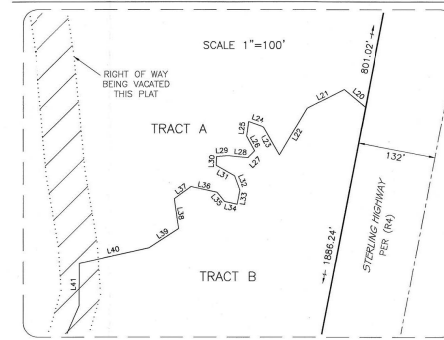 SCALE 1"=100'
801.02'
RIGHT OF WAY
BEING VACATED
THIS PLAT
L21
L20
TRACT A
L24
L25
L23
L22
L26
L27
L29
L28
L30
L31
L32
L33
L37
L36
L35
L34
L38
L39
L40
L41
132'
STERLING HIGHWAY
PER (R4)
1886.24'
TRACT B